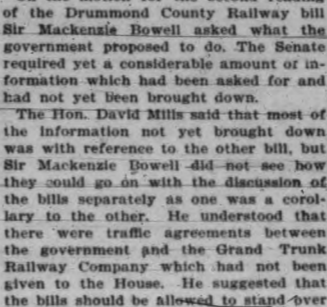 of the Drummond County Railway bill
Sir Mackenzie Bowell asked what the
government proposed to do. The Senate
required yet a considerable amount of in-
formation which had been asked for and
had not yet been brought down.
The Hon. David Mills said that most of
the information not yet brought down
was with reference to the other bill, but
Sir Mackenzie Bowell did not see how
they could go on with the discussion of
the bills separately as one was a corol-
lary to the other. He understood that
there were traffic agreements between
the government and the Grand Trunk
Railway Company which had not been
given to the House. He suggested that
the bills should be allowed to stand over